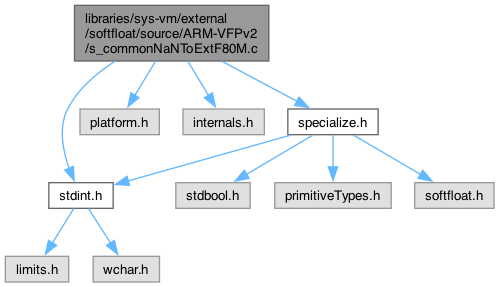 libraries/sys-vm/external
/softfloat/source/ARM-VFPv2
/s_commonNaNToExtF80M.c
platform.h
internals.h
specialize.h
stdint.h
stdbool.h
primitiveTypes.h
softfloat.h
limits.h
wchar.h